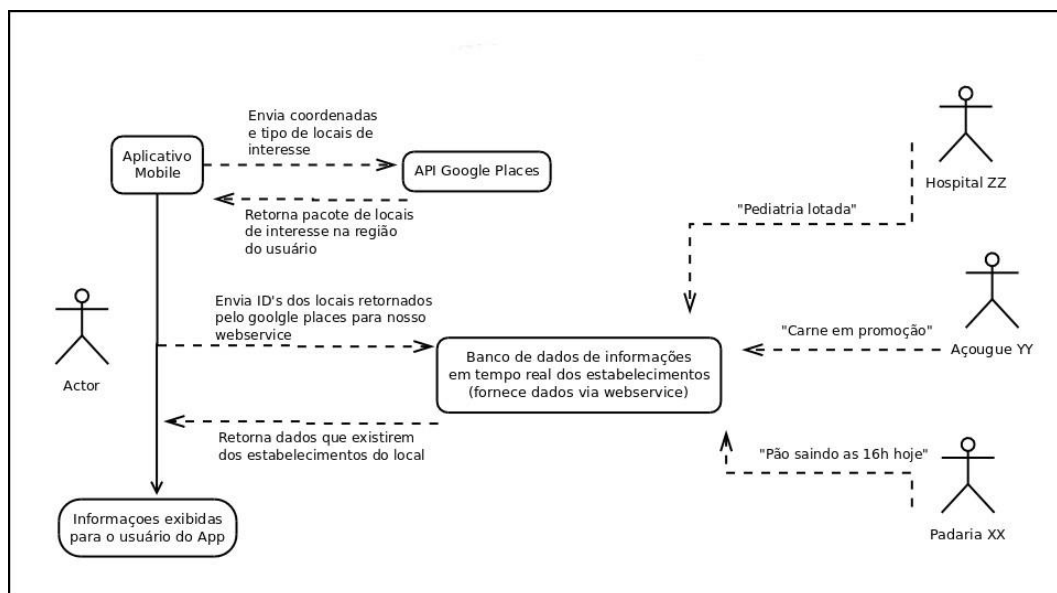 Envia coordenadas
e tipo de locais de
interesse
Aplicativo
Mobile
API Google Places
Retorna pacote de locais
de interesse na região
do usuário
Hospital ZZ
"Pediatria lotada"
Actor
Envia ID's dos locais retornados
pelo goolgle places para nosso
webservice
Banco de dados de informações
em tempo real dos estabelecimentos
(fornece dados via webservice)
"Carne em promoção"
Açougue YY
Retorna dados que existirem
dos estabelecimentos do local
"Pão saindo as 16h hoje"
Padaria XX
Informaçoes exibidas
para o usuário do App